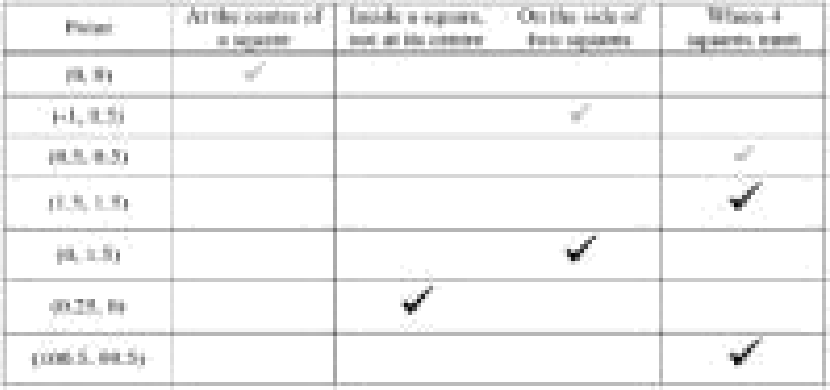 Point
At the centre of
a square
Inside a square,
not at its centre
On the side of
two squares
Where 4
squares meet
(0, 0) ✓
(-1, 0.5) ✓
(0.5, 0.5) ✓
(1.5, 1.5) ✓
(0, 1.5) ✓
(0.25, 0) ✓
✓